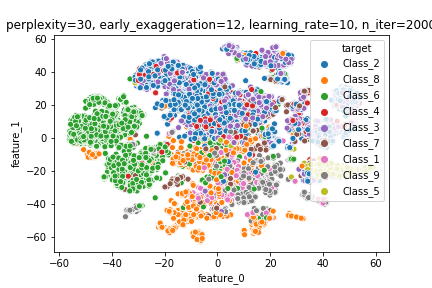 perplexity=30, early_exaggeration=12, learning_rate=10, n_iter=2000
60
40
20
0
−20
−40
−60
feature_1
−60
−40
−20
0
20
40
60
feature_0
target
Class_2
Class_8
Class_6
Class_4
Class_3
Class_7
Class_1
Class_9
Class_5